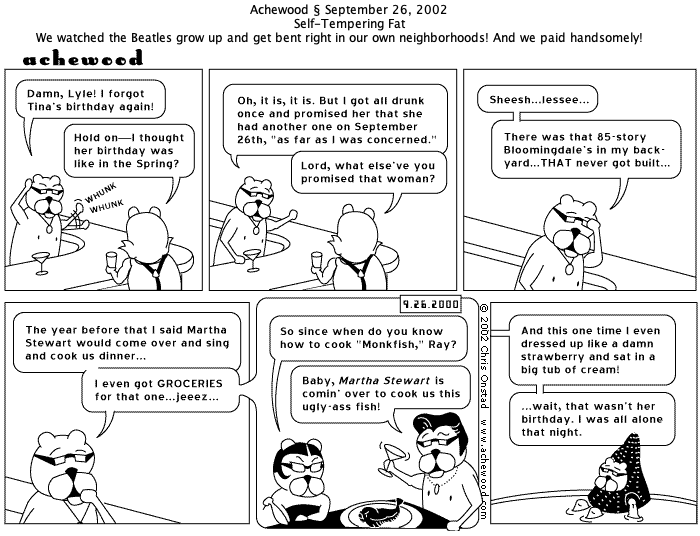 Achewood § September 26, 2002
Self-Tempering Fat
We watched the Beatles grow up and get bent right in our own neighborhoods! And we paid handsomely!
achewood
Damn, Lyle! I forgot
Tina's birthday again!
Hold on—I thought
her birthday was
like in the Spring?
WHUNK
WHUNK
Oh, it is, it is. But I got all drunk
once and promised her that she
had another one on September
26th, "as far as I was concerned."
Lord, what else've you
promised that woman?
Sheesh...lessee...
There was that 85-story
Bloomingdale's in my back-
yard...THAT never got built...
The year before that I said Martha
Stewart would come over and sing
and cook us dinner...
I even got GROCERIES
for that one...jeeez...
9.26.2000
So since when do you know
how to cook "Monkfish," Ray?
Baby, Martha Stewart is
comin' over to cook us this
ugly-ass fish!
© 2002 Chris Onstad www.achewood.com
And this one time I even
dressed up like a damn
strawberry and sat in a
big tub of cream!
...wait, that wasn't her
birthday. I was all alone
that night.